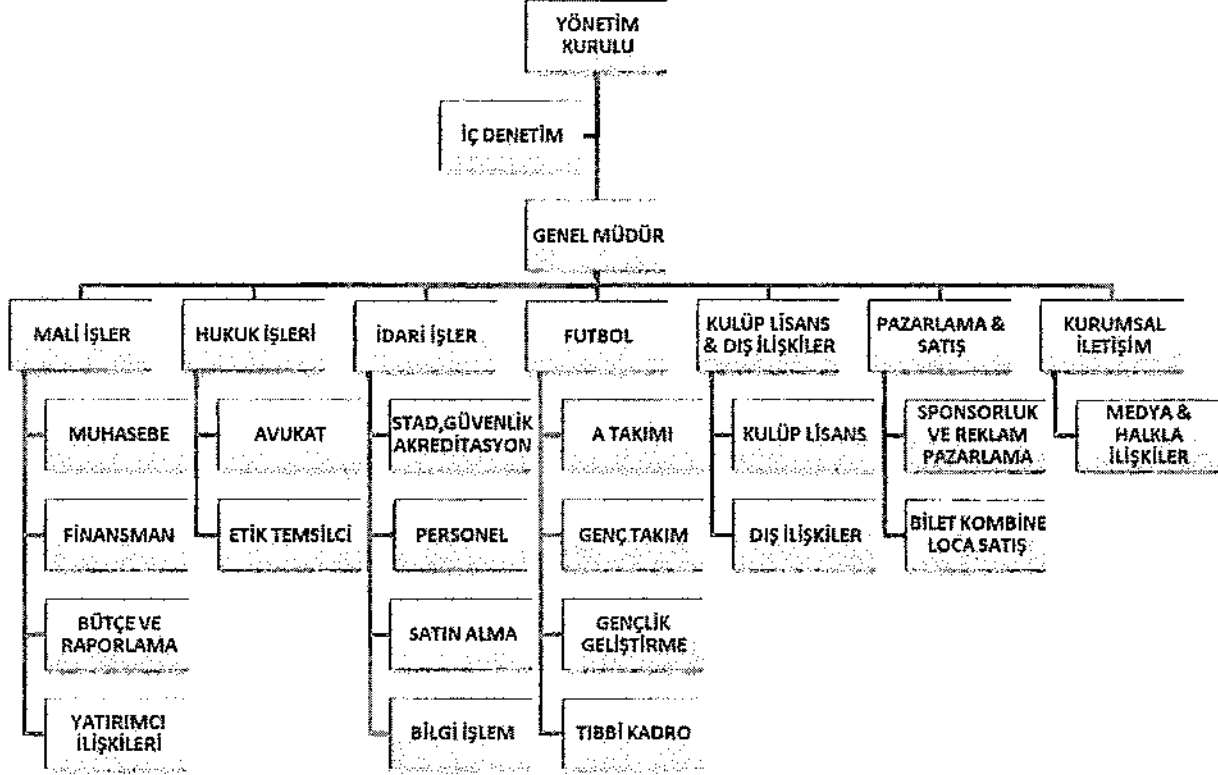 YÖNETİM
KURULU
İÇ DENETİM
GENEL MÜDÜR
MALİ İŞLER
HUKUK İŞLERİ
İDARİ İŞLER
FUTBOL
KULÜP LİSANS
& DIŞ İLİŞKİLER
PAZARLAMA &
SATIŞ
KURUMSAL
İLETİŞİM
MUHASEBE
AVUKAT
STAD,GÜVENLİK
AKREDİTASYON
A TAKIMI
KULÜP LİSANS
SPONSORLUK
VE REKLAM
PAZARLAMA
MEDYA &
HALKLA
İLİŞKİLER
FİNANSMAN
ETİK TEMSİLCİ
PERSONEL
GENÇ TAKIM
DIŞ İLİŞKİLER
BİLET KOMBİNE
LOCA SATIŞ
BÜTÇE VE
RAPORLAMA
SATIN ALMA
GENÇLİK
GELİŞTİRME
YATIRIMCI
İLİŞKİLERİ
BİLGİ İŞLEM
TIBBİ KADRO